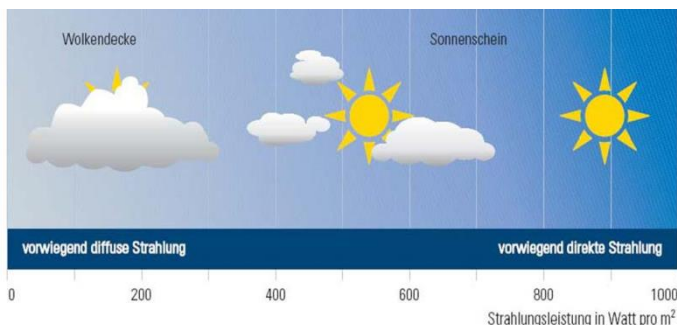 Wolkendecke Sonnenschein
vorwiegend diffuse Strahlung vorwiegend direkte Strahlung
0 200 400 600 800 1000
Strahlungsleistung in Watt pro m²